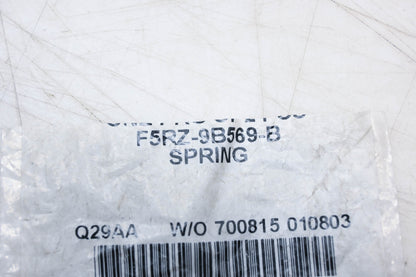 F5RZ-9B569-B
SPRING
Q29AA W/O 700815 010803